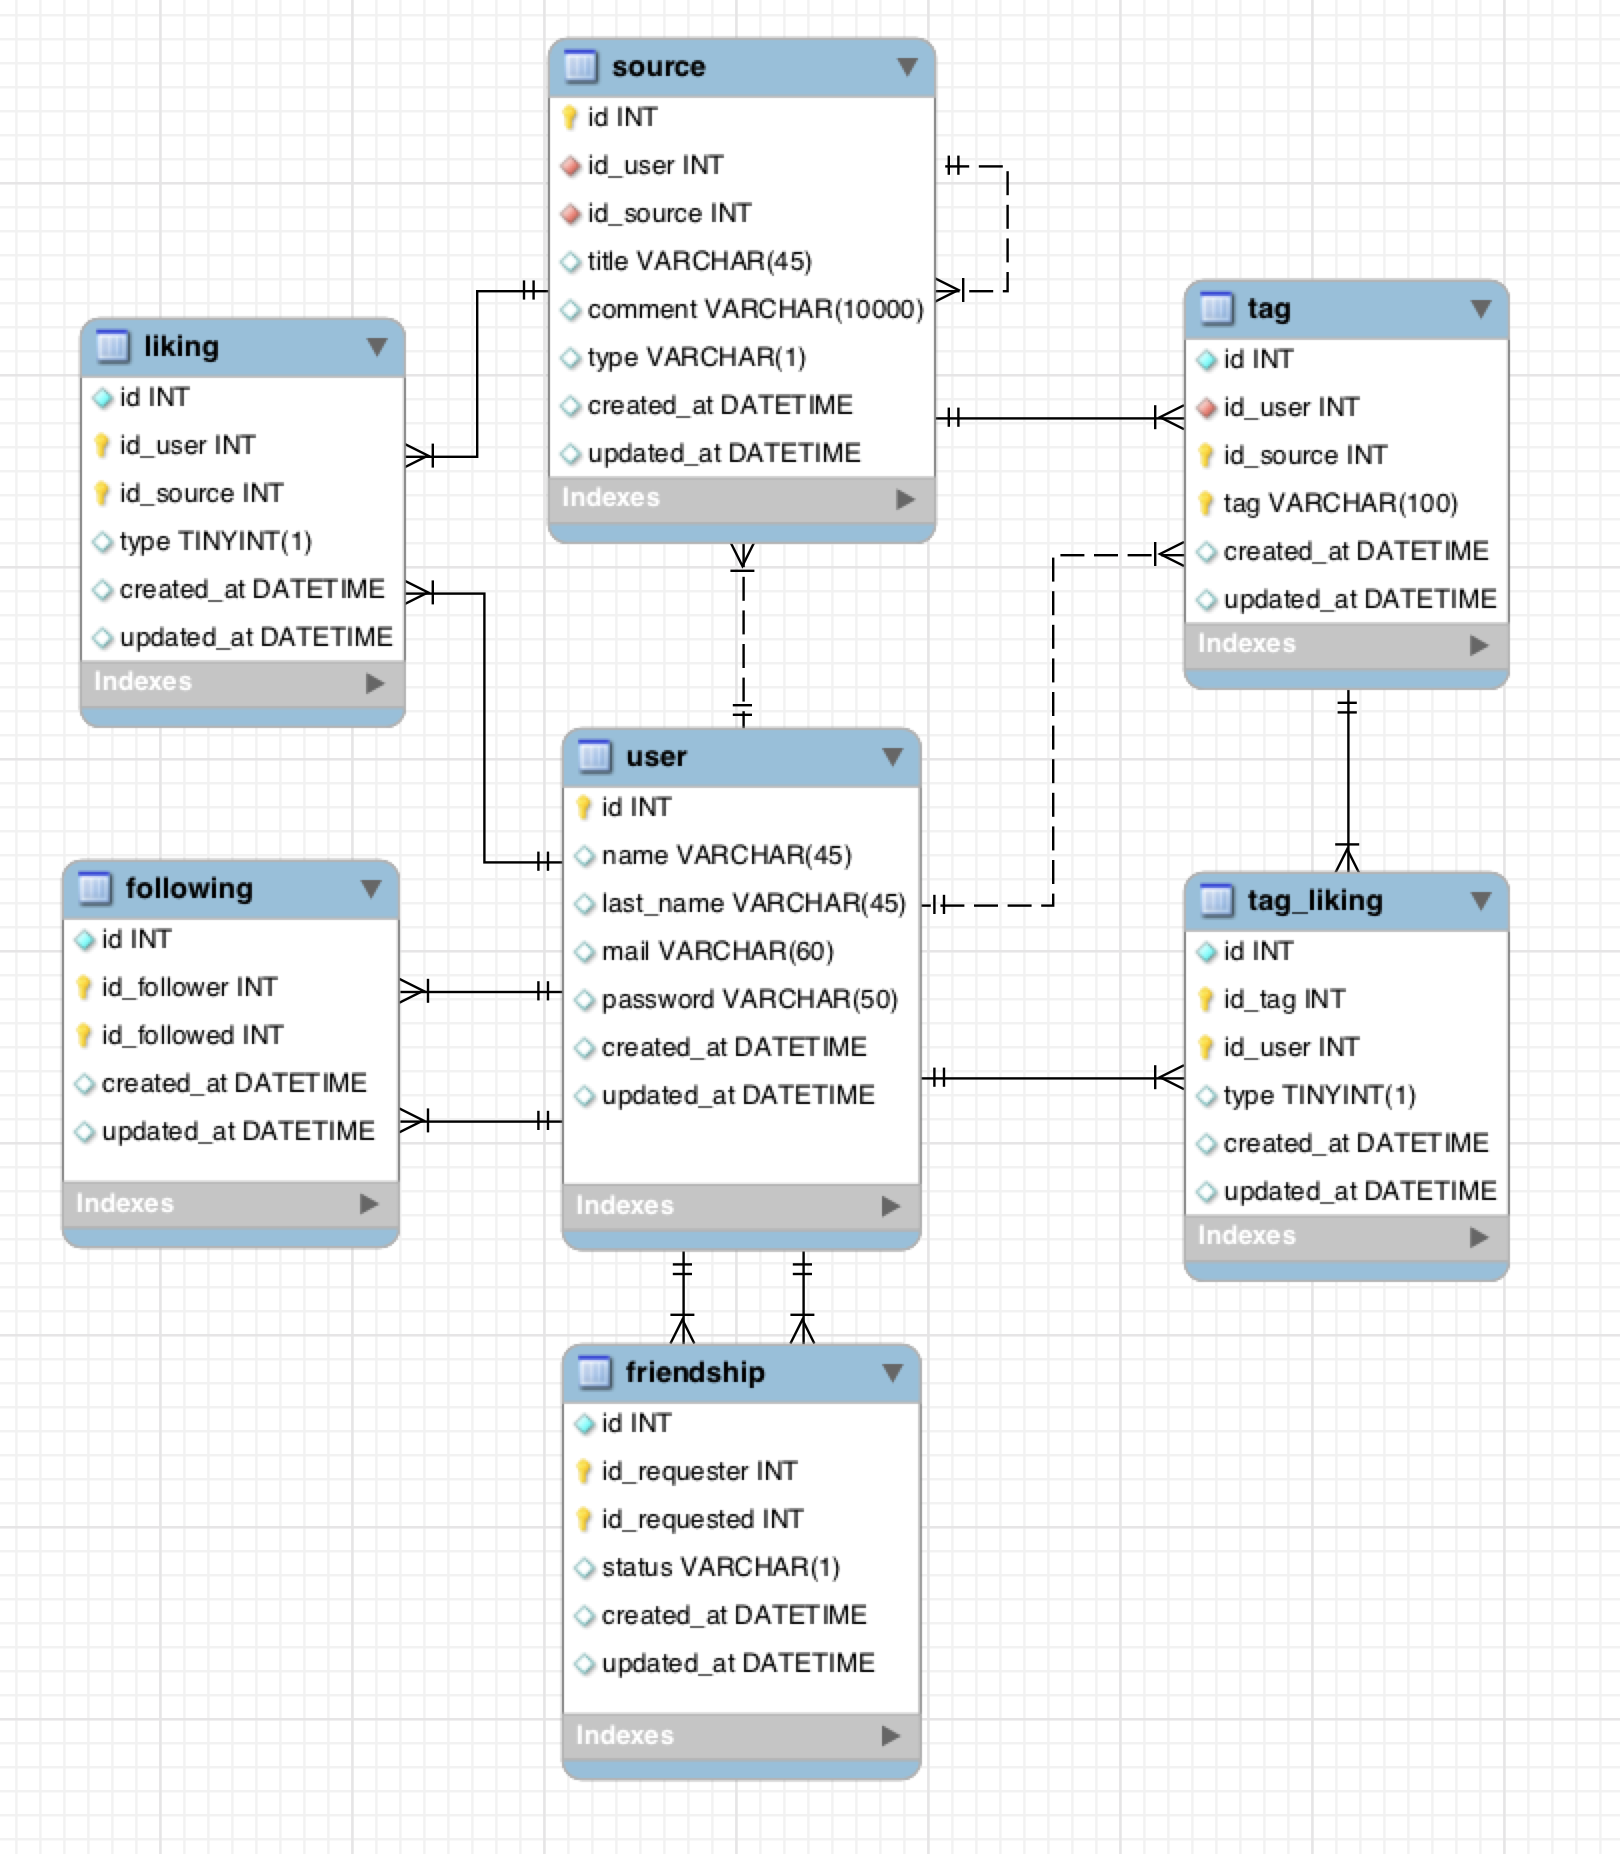 source
id INT
id_user INT
id_source INT
title VARCHAR(45)
comment VARCHAR(10000)
type VARCHAR(1)
created_at DATETIME
updated_at DATETIME
Indexes
liking
id INT
id_user INT
id_source INT
type TINYINT(1)
created_at DATETIME
updated_at DATETIME
Indexes
tag
id INT
id_user INT
id_source INT
tag VARCHAR(100)
created_at DATETIME
updated_at DATETIME
Indexes
user
id INT
name VARCHAR(45)
last_name VARCHAR(45)
mail VARCHAR(60)
password VARCHAR(50)
created_at DATETIME
updated_at DATETIME
Indexes
following
id INT
id_follower INT
id_followed INT
created_at DATETIME
updated_at DATETIME
Indexes
tag_liking
id INT
id_tag INT
id_user INT
type TINYINT(1)
created_at DATETIME
updated_at DATETIME
Indexes
friendship
id INT
id_requester INT
id_requested INT
status VARCHAR(1)
created_at DATETIME
updated_at DATETIME
Indexes